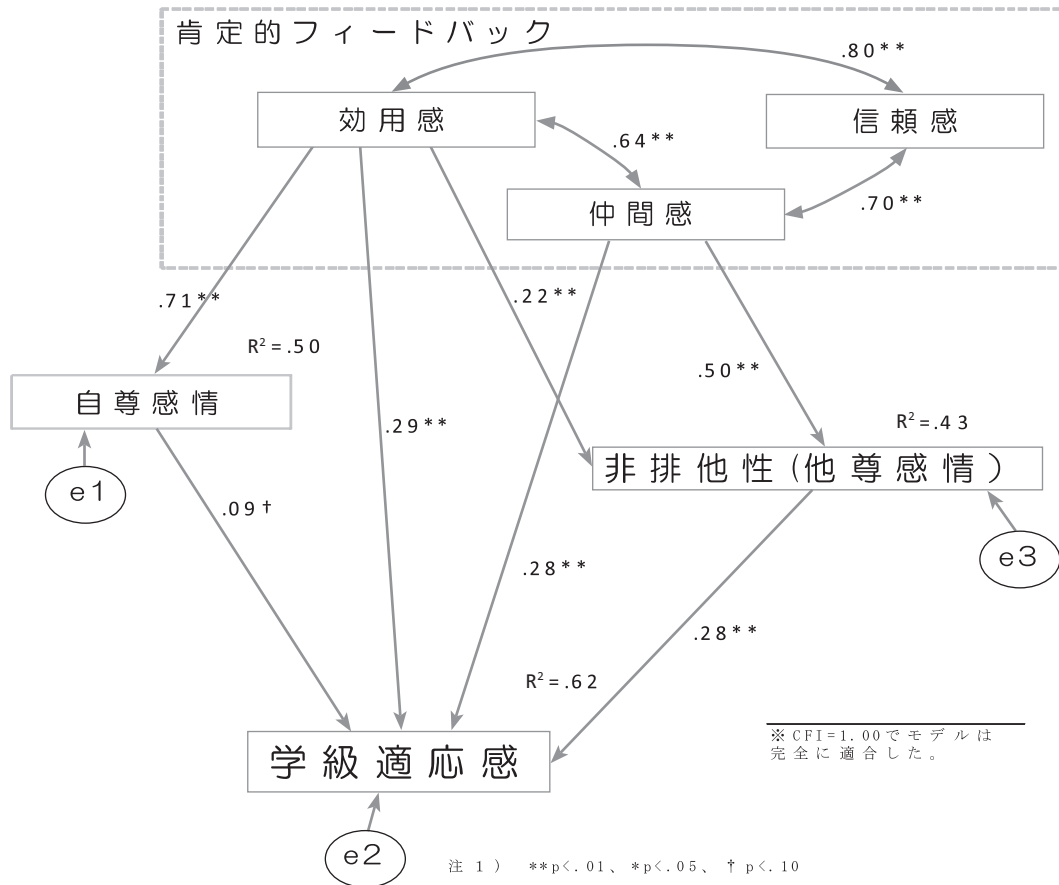 肯定的フィードバック
.80**
効用感
信頼感
.64**
仲間感
.70**
.71**
.22**
R²=.50
.50**
自尊感情
.29**
R²=.43
非排他性(他尊感情)
e1
.09†
e3
.28**
.28**
R²=.62
※CFI=1.00でモデルは
完全に適合した。
学級適応感
e2
注1) **p<.01、*p<.05、†p<.10